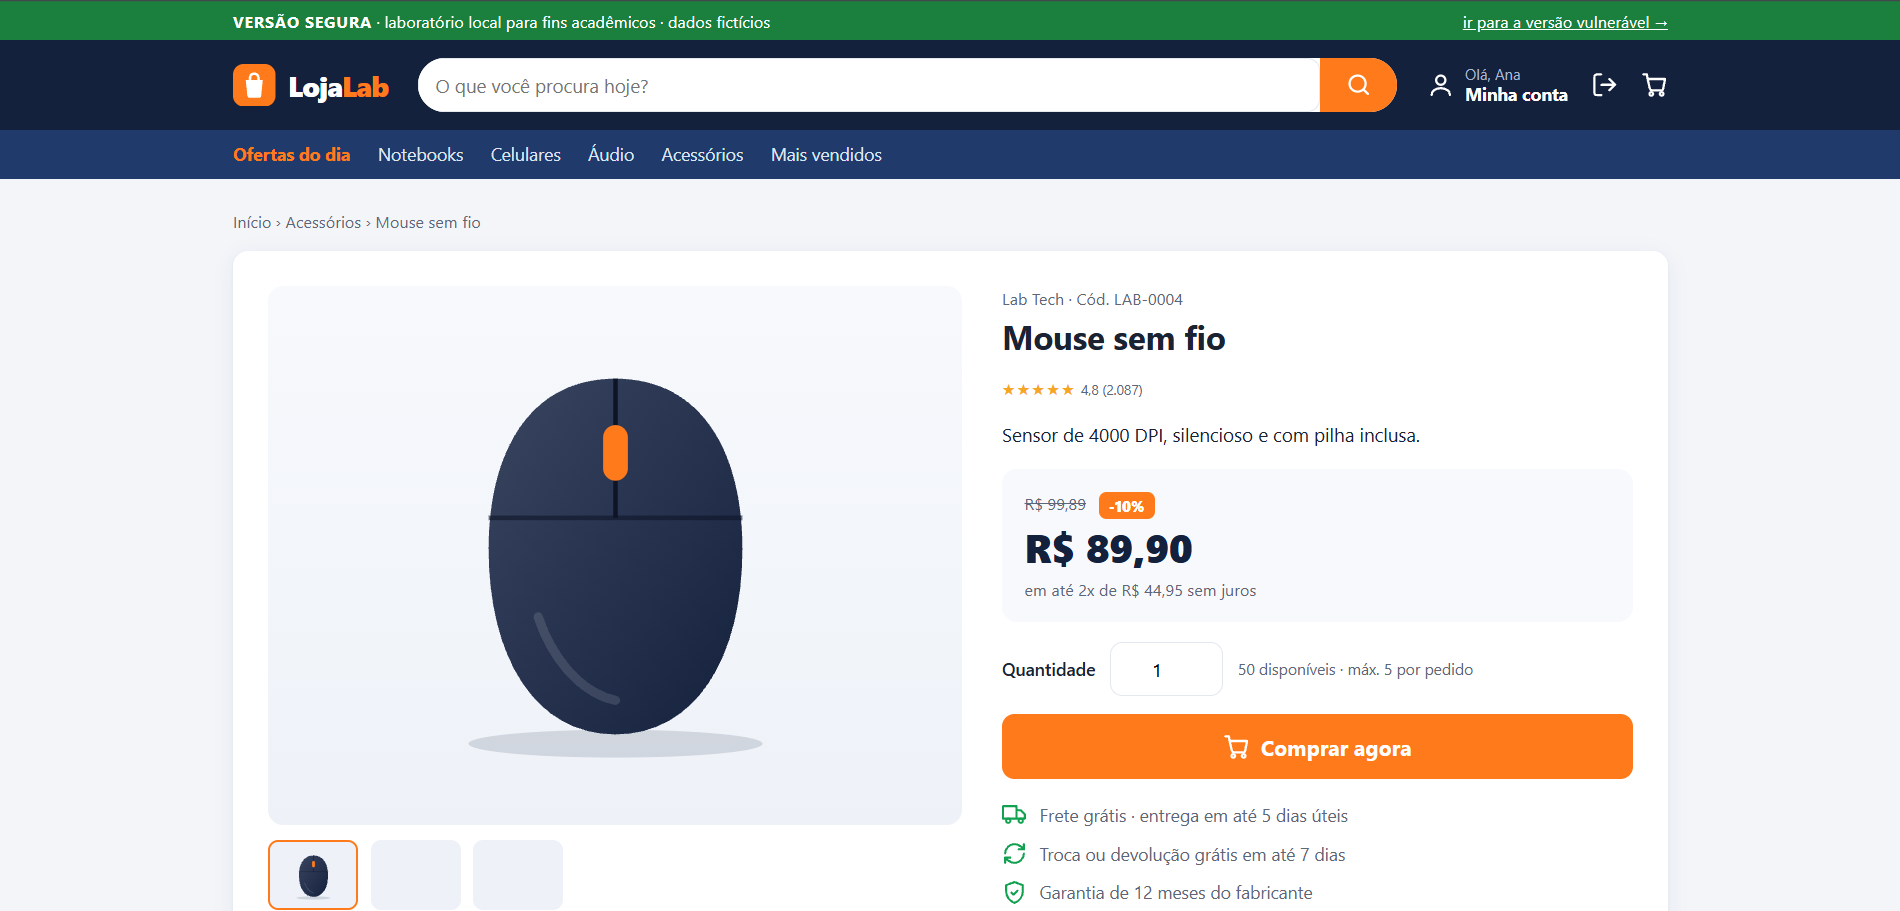 VERSÃO SEGURA · laboratório local para fins acadêmicos · dados fictícios
ir para a versão vulnerável →
LojaLab
O que você procura hoje?
Olá, Ana
Minha conta
Ofertas do dia
Notebooks
Celulares
Áudio
Acessórios
Mais vendidos
Início › Acessórios › Mouse sem fio
Lab Tech · Cód. LAB-0004
Mouse sem fio
★★★★★ 4,8 (2.087)
Sensor de 4000 DPI, silencioso e com pilha inclusa.
R$ 99,89
-10%
R$ 89,90
em até 2x de R$ 44,95 sem juros
Quantidade
1
50 disponíveis · máx. 5 por pedido
Comprar agora
Frete grátis · entrega em até 5 dias úteis
Troca ou devolução grátis em até 7 dias
Garantia de 12 meses do fabricante